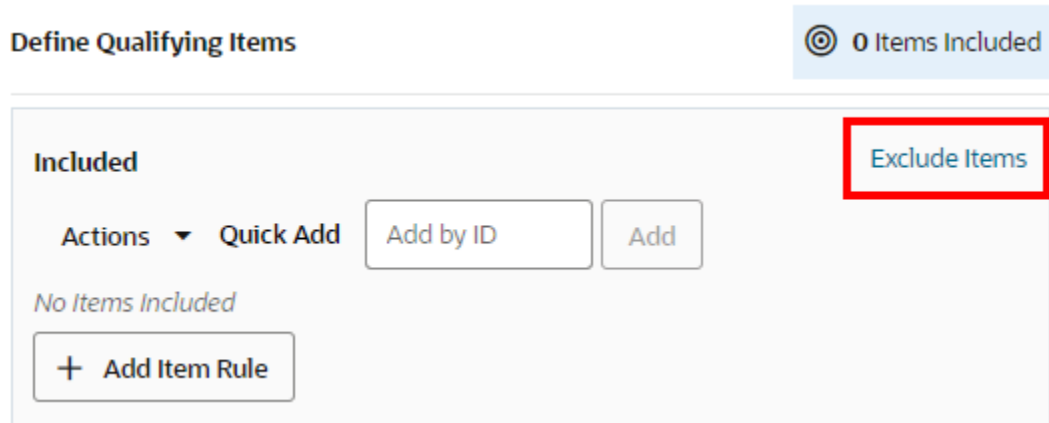 Define Qualifying Items 0 Items Included
Included Exclude Items
Actions Quick Add Add by ID Add
No Items Included
+ Add Item Rule